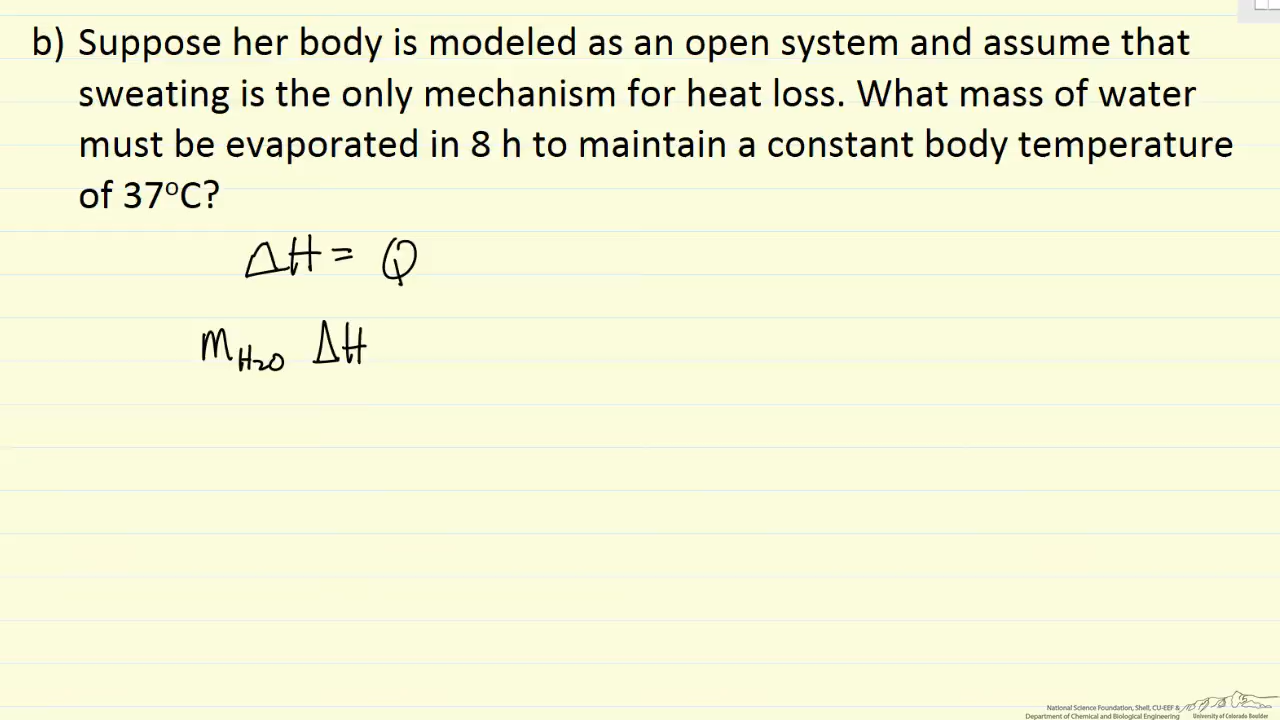 b) Suppose her body is modeled as an open system and assume that
sweating is the only mechanism for heat loss. What mass of water
must be evaporated in 8 h to maintain a constant body temperature
of 37°C?
ΔH = Q
m_H2O ΔH
National Science Foundation, Shell, CU-EEF &
Department of Chemical and Biological Engineering
University of Colorado Boulder